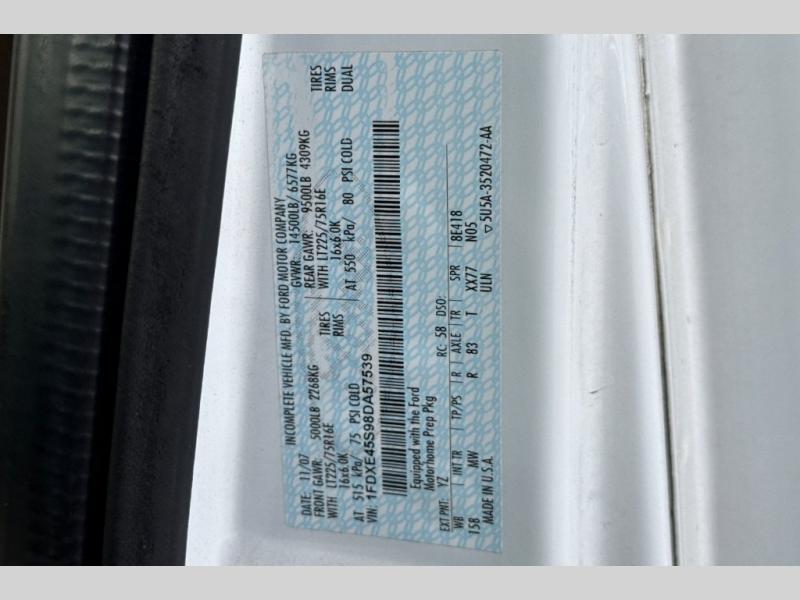 INCOMPLETE VEHICLE MFD. BY FORD MOTOR COMPANY
DATE: 11/07 GVWR: 14500LB/ 6577KG
FRONT GAWR: 5000LB 2268KG REAR GAWR: 9500LB 4309KG
WITH LT225/75R16E TIRES WITH LT225/75R16E TIRES
16x6.0K RIMS 16x6.0K RIMS
AT 515 kPa/ 75 PSI COLD AT 550 kPa/ 80 PSI COLD DUAL
VIN: 1FDXE45S98DA57539
Equipped with the Ford
Motorhome Prep Pkg
EXT PNT: YZ RC: 58 DSO:
WB INT TR TP/PS R AXLE TR SPR 8E418
158 MW R 83 T XX77 N05
MADE IN U.S.A. ULN
▽5U5A-3520472-AA